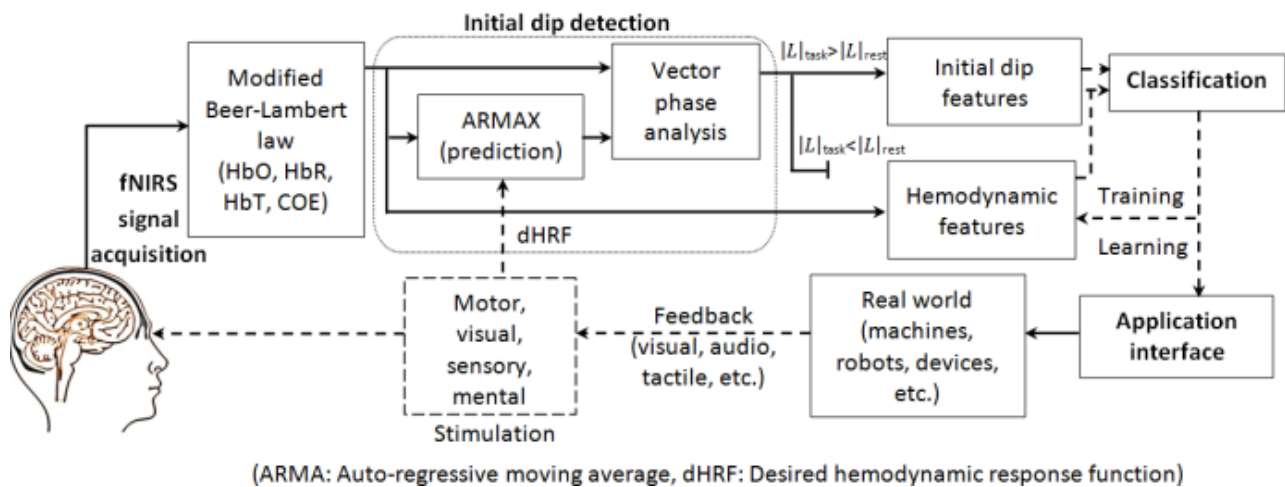 Initial dip detection
Modified
Beer-Lambert
law
(HbO, HbR,
HbT, COE)
fNIRS
signal
acquisition
ARMAX
(prediction)
Vector
phase
analysis
dHRF
|L|task>|L|rest
|L|task<|L|rest
Initial dip
features
Hemodynamic
features
Classification
Training
Learning
Application
interface
Real world
(machines,
robots, devices,
etc.)
Feedback
(visual, audio,
tactile, etc.)
Motor,
visual,
sensory,
mental
Stimulation
(ARMA: Auto-regressive moving average, dHRF: Desired hemodynamic response function)